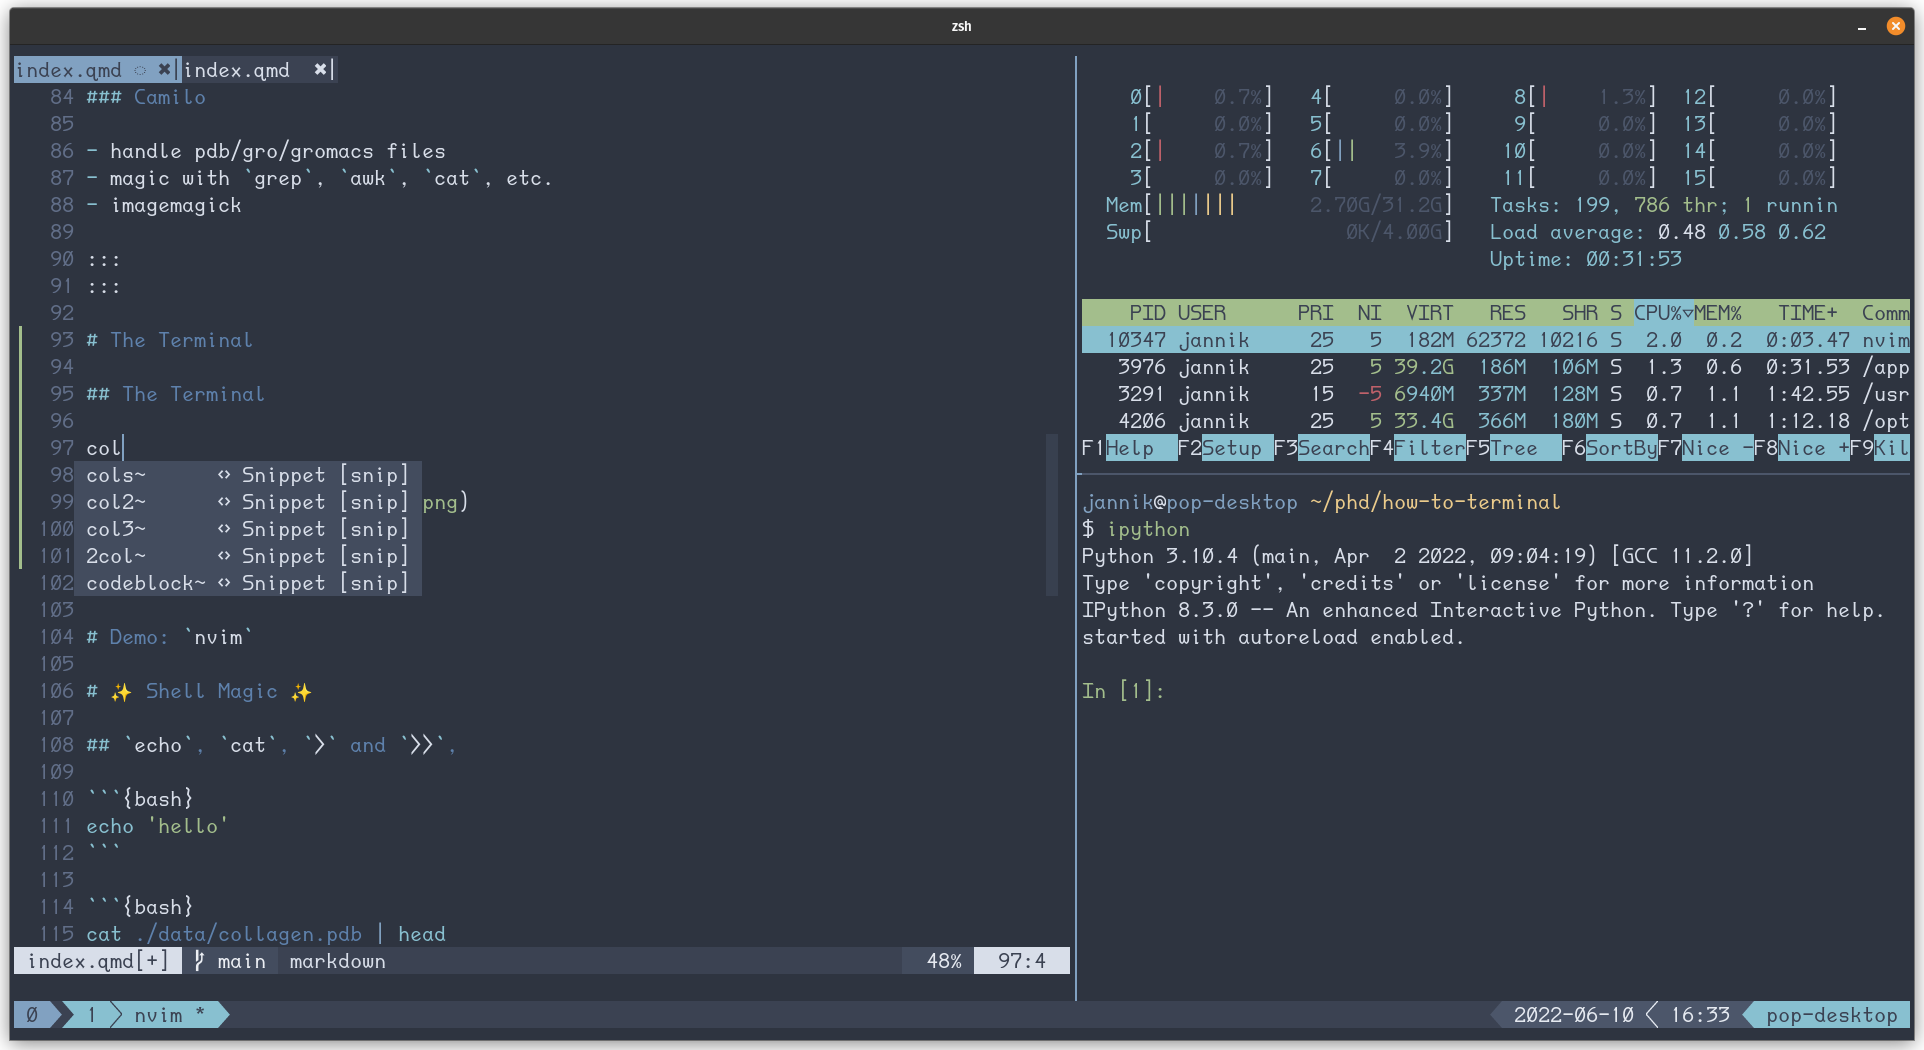 zsh
index.qmd ✖ index.qmd ✖
84 ### Camilo
85
86 - handle pdb/gro/gromacs files
87 - magic with `grep`, `awk`, `cat`, etc.
88 - imagemagick
89
90 :::
91 :::
92
93 # The Terminal
94
95 ## The Terminal
96
97 col
98 cols~ <> Snippet [snip]
99 col2~ <> Snippet [snip] png)
100 col3~ <> Snippet [snip]
101 2col~ <> Snippet [snip]
102 codeblock~ <> Snippet [snip]
103
104 # Demo: `nvim`
105
106 # ✨ Shell Magic ✨
107
108 ## `echo`, `cat`, `>` and `>>`,
109
110 ```{bash}
111 echo 'hello'
112 ```
113
114 ```{bash}
115 cat ./data/collagen.pdb | head
index.qmd[+] main markdown 48% 97:4
0[| 0.7%] 4[ 0.0%] 8[| 1.3%] 12[ 0.0%]
1[ 0.0%] 5[ 0.0%] 9[ 0.0%] 13[ 0.0%]
2[| 0.7%] 6[|| 3.9%] 10[ 0.0%] 14[ 0.0%]
3[ 0.0%] 7[ 0.0%] 11[ 0.0%] 15[ 0.0%]
Mem[||||||| 2.70G/31.2G] Tasks: 199, 786 thr; 1 runnin
Swp[ 0K/4.00G] Load average: 0.48 0.58 0.62
Uptime: 00:31:53
PID USER PRI NI VIRT RES SHR S CPU%▽MEM% TIME+ Comm
10347 jannik 25 5 182M 62372 10216 S 2.0 0.2 0:03.47 nvim
3976 jannik 25 5 39.2G 186M 106M S 1.3 0.6 0:31.53 /app
3291 jannik 15 -5 6940M 337M 128M S 0.7 1.1 1:42.55 /usr
4206 jannik 25 5 33.4G 366M 180M S 0.7 1.1 1:12.18 /opt
F1Help F2Setup F3SearchF4FilterF5Tree F6SortByF7Nice -F8Nice +F9Kil
jannik@pop-desktop ~/phd/how-to-terminal
$ ipython
Python 3.10.4 (main, Apr  2 2022, 09:04:19) [GCC 11.2.0]
Type 'copyright', 'credits' or 'license' for more information
IPython 8.3.0 -- An enhanced Interactive Python. Type '?' for help.
started with autoreload enabled.
In [1]:
0 1 nvim * 2022-06-10 16:33 pop-desktop